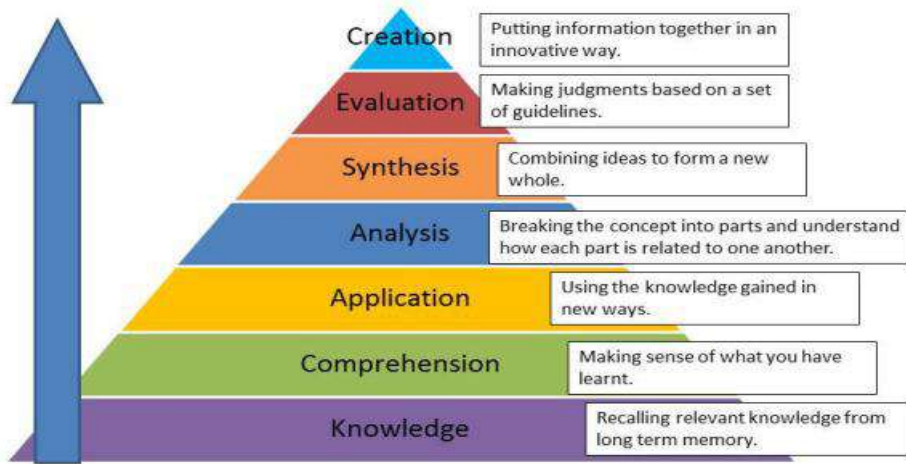 Creation
Putting information together in an
innovative way.
Evaluation
Making judgments based on a set
of guidelines.
Synthesis
Combining ideas to form a new
whole.
Analysis
Breaking the concept into parts and understand
how each part is related to one another.
Application
Using the knowledge gained in
new ways.
Comprehension
Making sense of what you have
learnt.
Knowledge
Recalling relevant knowledge from
long term memory.